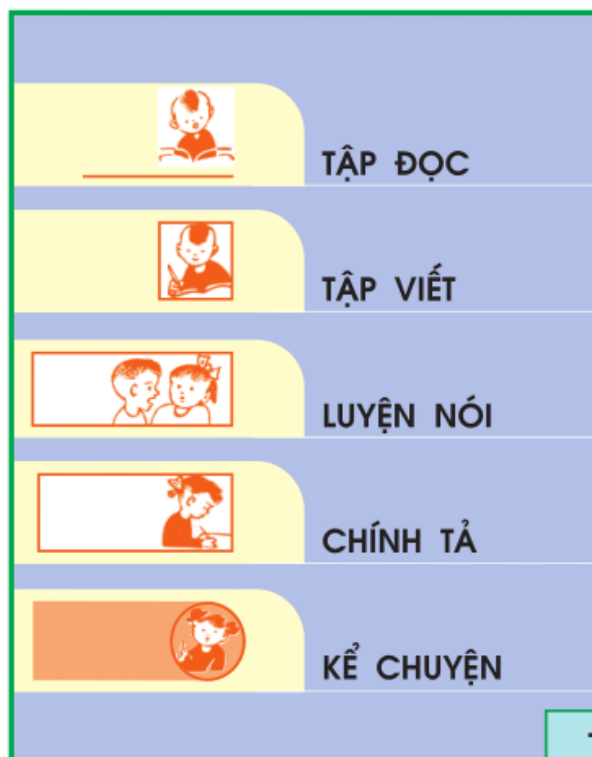 TẬP ĐỌC
TẬP VIẾT
LUYỆN NÓI
CHÍNH TẢ
KỂ CHUYỆN